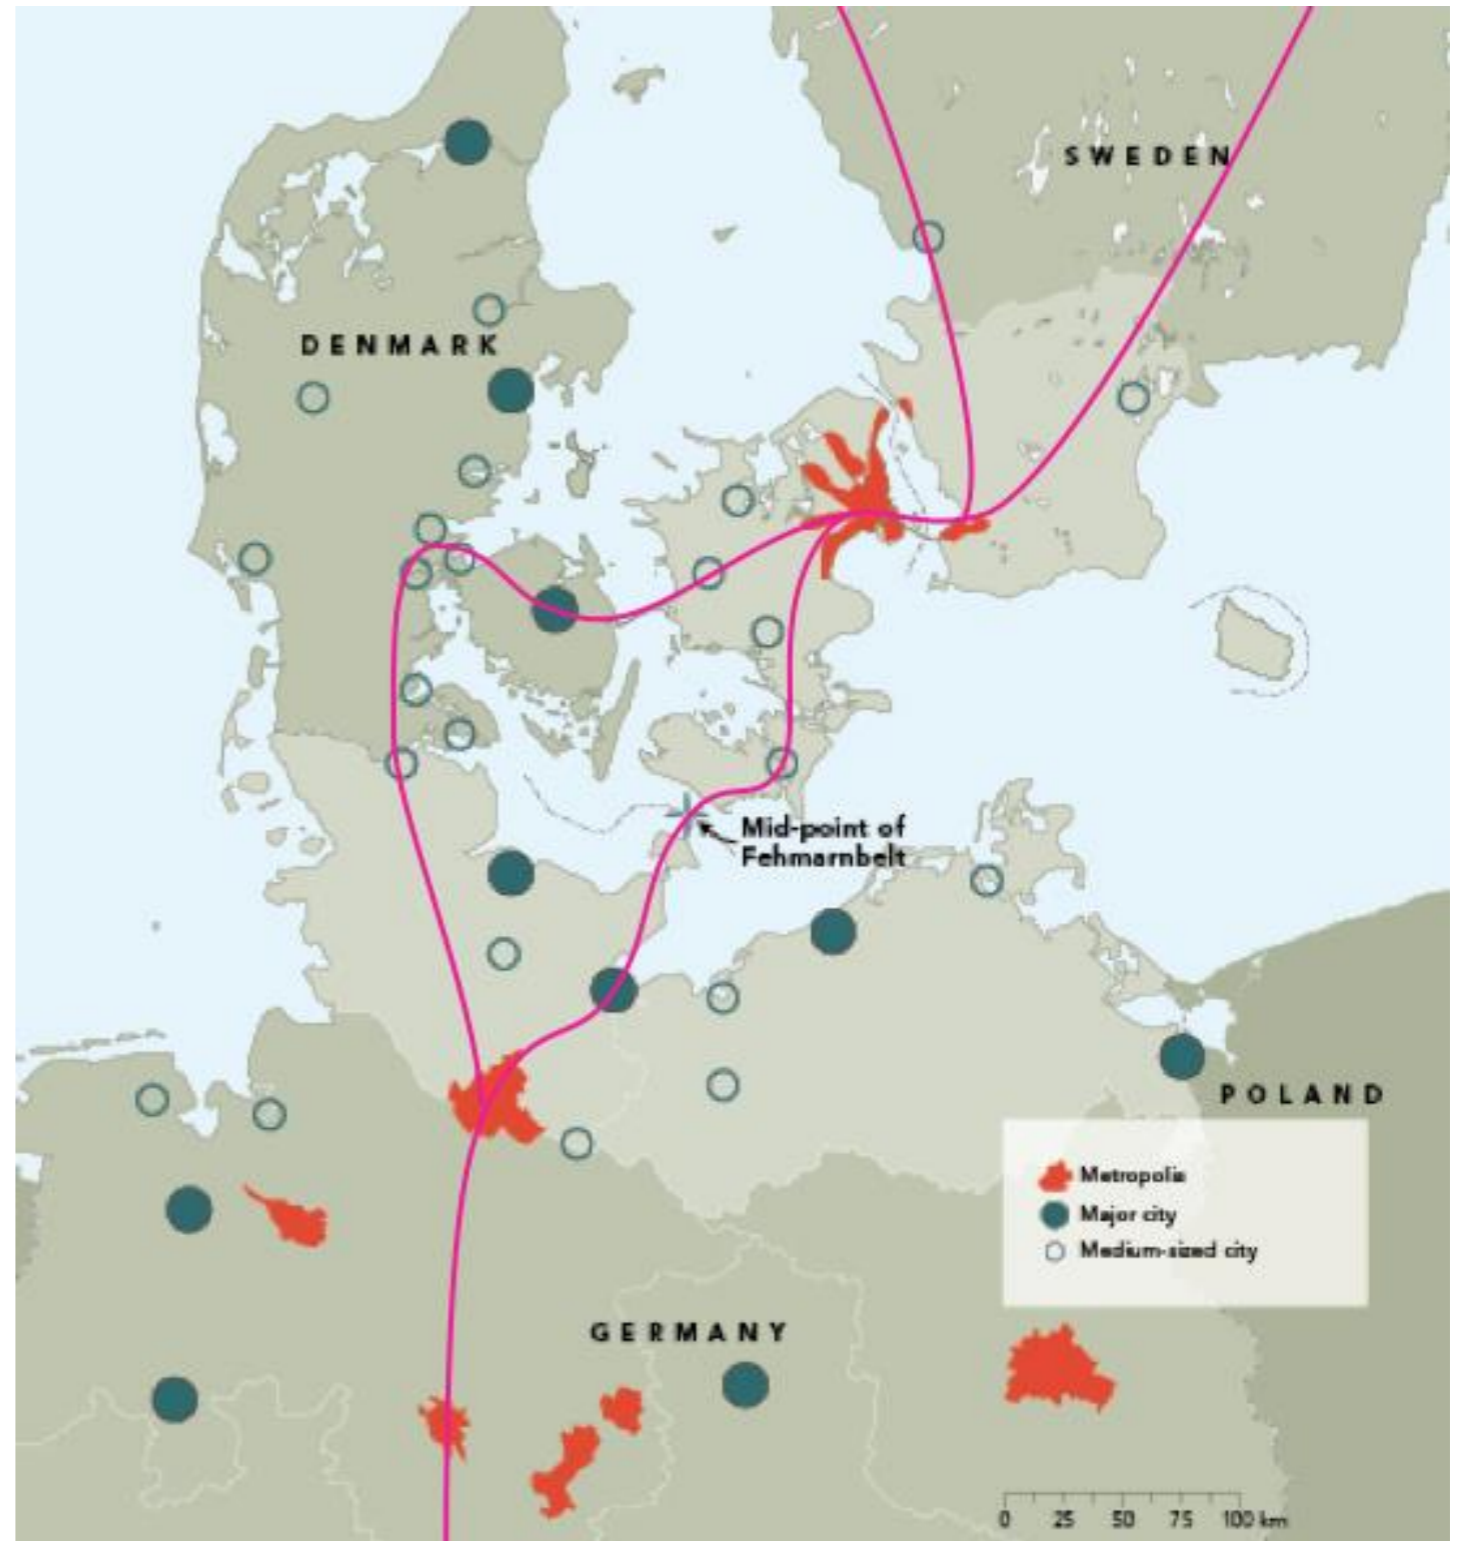 SWEDEN
DENMARK
Mid-point of
Fehmarnbelt
POLAND
Metropolis
Major city
Medium-sized city
GERMANY
0 25 50 75 100 km